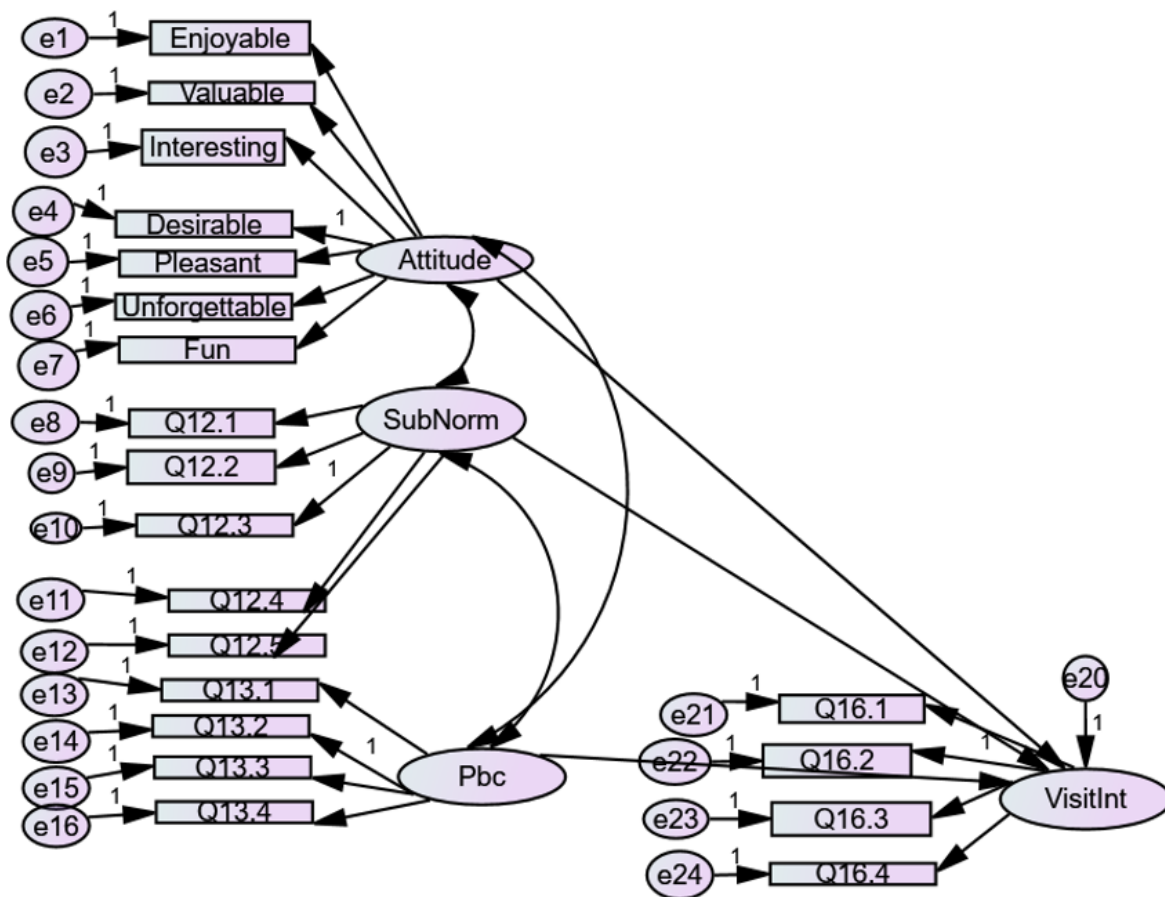 e1 1 Enjoyable
e2 1 Valuable
e3 1 Interesting
e4 1 Desirable 1
e5 1 Pleasant
Attitude
e6 1 Unforgettable
e7 1 Fun
e8 1 Q12.1
SubNorm
e9 1 Q12.2
1
e10 1 Q12.3
e11 1 Q12.4
e12 1 Q12.5
e13 1 Q13.1
e14 1 Q13.2
1
e15 1 Q13.3
e16 1 Q13.4
Pbc
e20
1
e21 1 Q16.1
e22 1 Q16.2 1
VisitInt
e23 1 Q16.3
e24 1 Q16.4